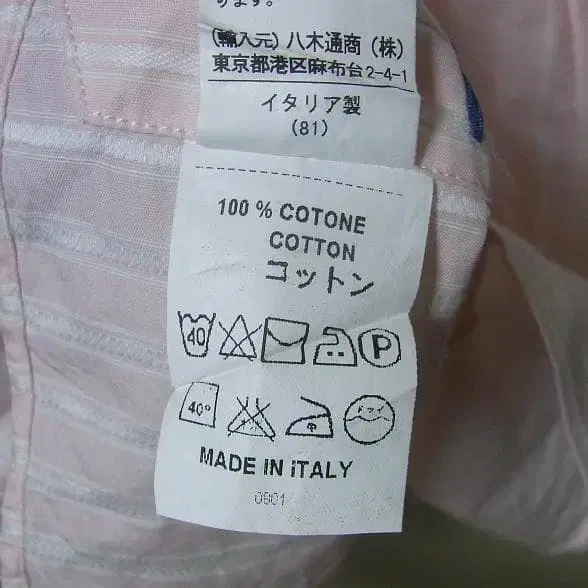 ります。
(輸入元) 八木通商 (株)
東京都港区麻布台2-4-1
イタリア製
(81)
100 % COTONE
COTTON
コットン
40 P
40° 中 ドライ
MADE IN iTALY
0801